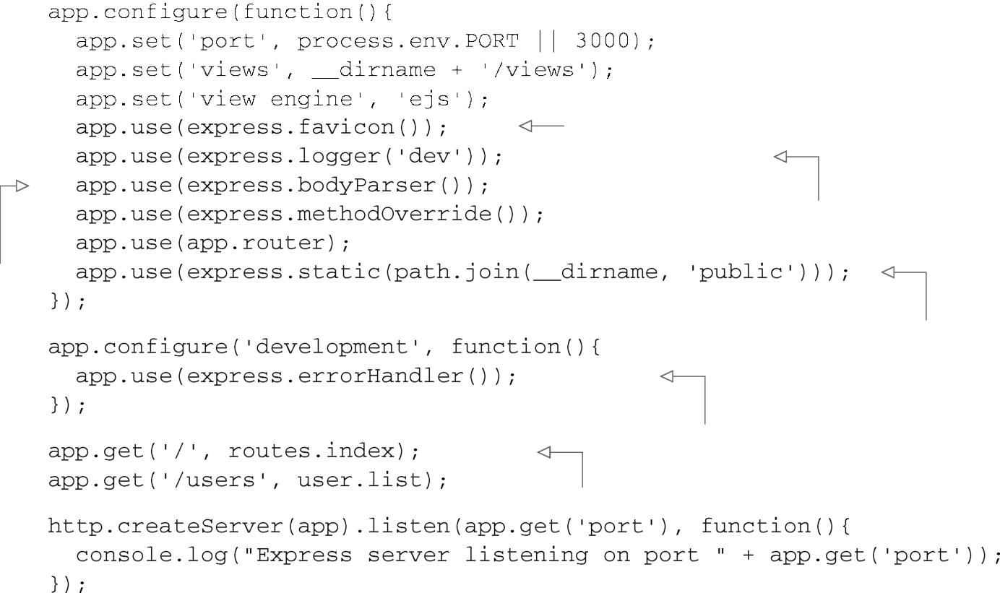 app.configure(function(){
  app.set('port', process.env.PORT || 3000);
  app.set('views', __dirname + '/views');
  app.set('view engine', 'ejs');
  app.use(express.favicon());
  app.use(express.logger('dev'));
  app.use(express.bodyParser());
  app.use(express.methodOverride());
  app.use(app.router);
  app.use(express.static(path.join(__dirname, 'public')));
});
app.configure('development', function(){
  app.use(express.errorHandler());
});
app.get('/', routes.index);
app.get('/users', user.list);
http.createServer(app).listen(app.get('port'), function(){
  console.log("Express server listening on port " + app.get('port'));
});